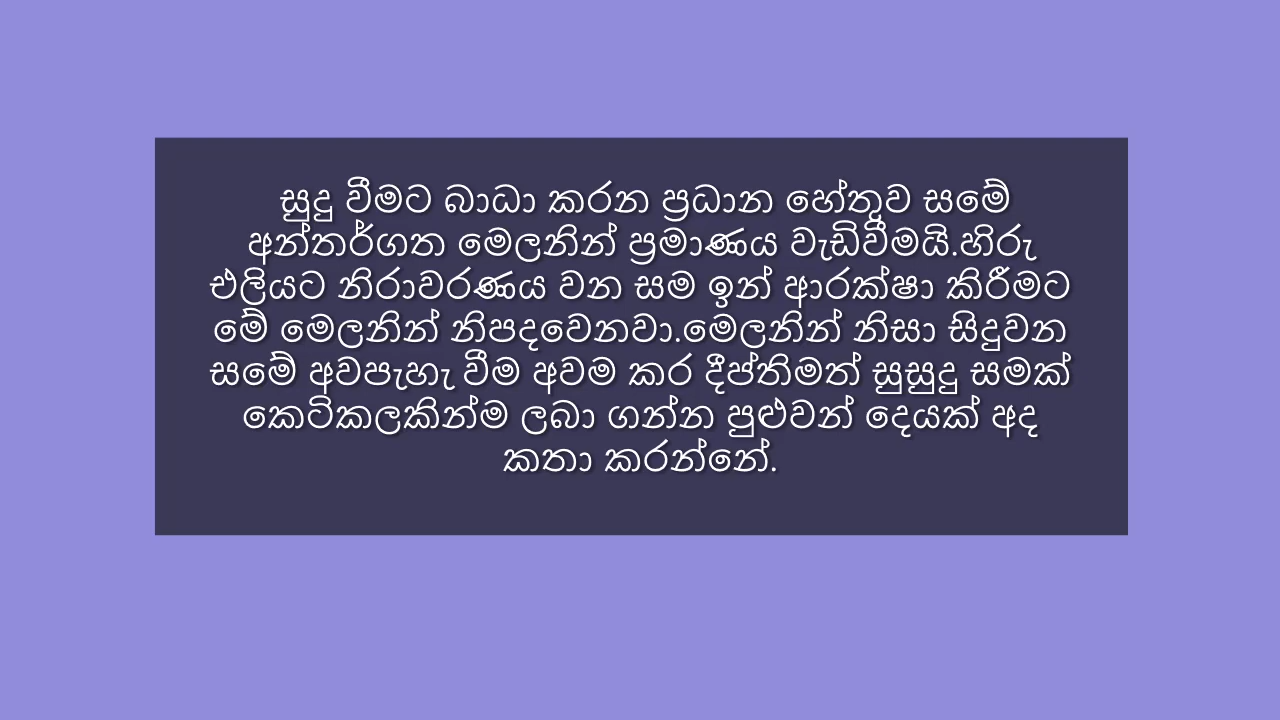 සුදු වීමට බාධා කරන ප්‍රධාන හේතුව සමේ
අන්තර්ගත මෙලනින් ප්‍රමාණය වැඩිවීමයි.හිරු
එලියට නිරාවරණය වන සම ඉන් ආරක්ෂා කිරීමට
මේ මෙලනින් නිපදවෙනවා.මෙලනින් නිසා සිදුවන
සමේ අවපැහැ වීම අවම කර දීප්තිමත් සුසුදු සමක්
කෙටිකලකින්ම ලබා ගන්න පුළුවන් දෙයක් අද
කතා කරන්නේ.